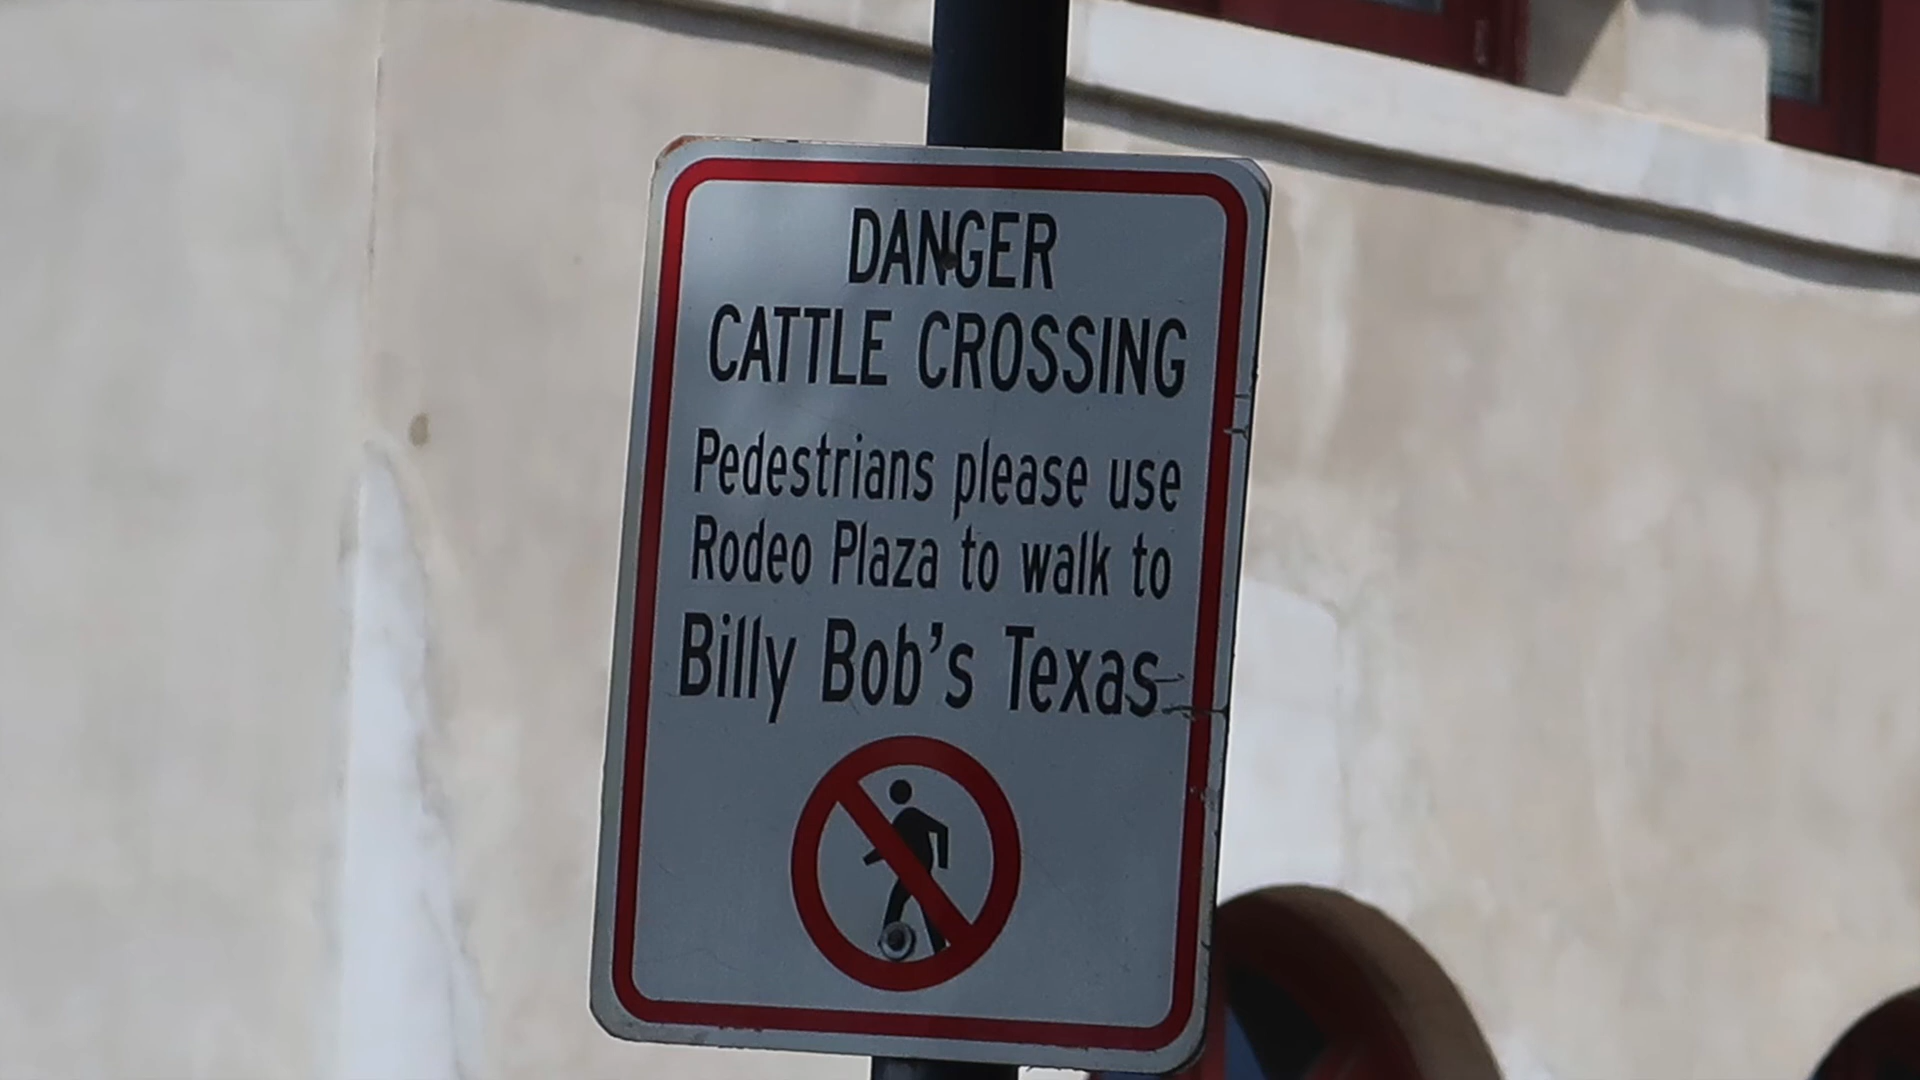 DANGER
CATTLE CROSSING
Pedestrians please use
Rodeo Plaza to walk to
Billy Bob's Texas